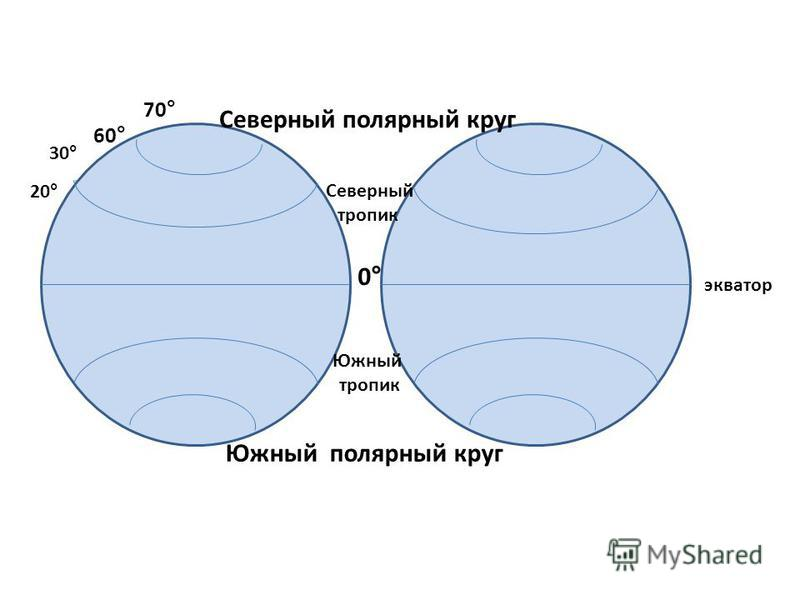 70°
Северный полярный круг
60°
30°
20°
Северный
тропик
0°
экватор
Южный
тропик
Южный полярный круг
MyShared